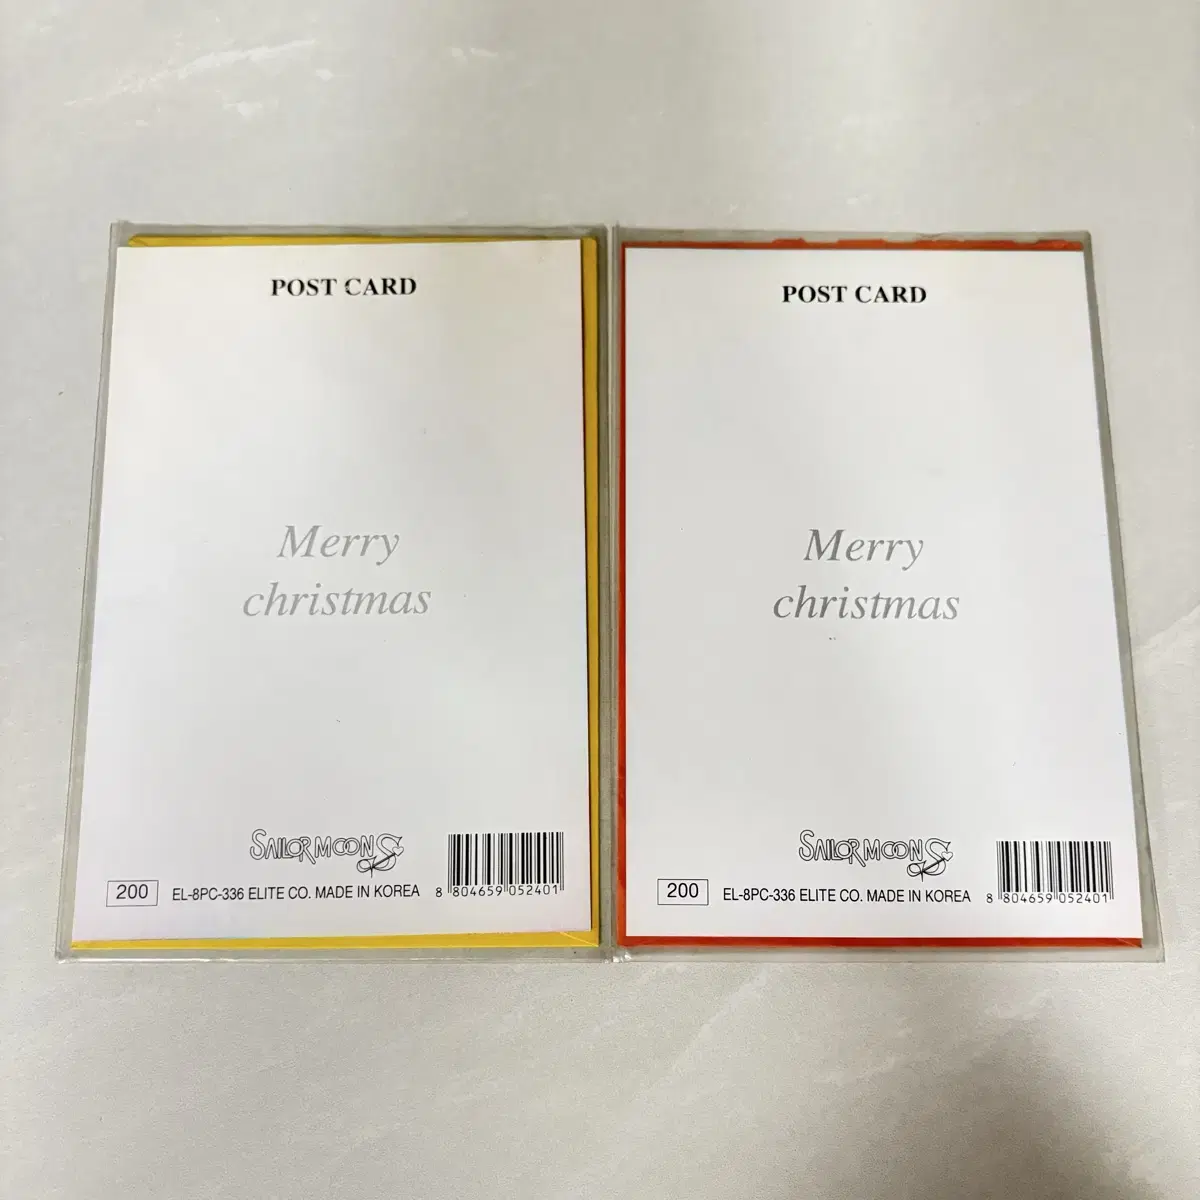 POST CARD
Merry
christmas
SAILOR MOON S
200
EL-8PC-336 ELITE CO. MADE IN KOREA
8 804659 052401
POST CARD
Merry
christmas
SAILOR MOON S
200
EL-8PC-336 ELITE CO. MADE IN KOREA
8 804659 052401